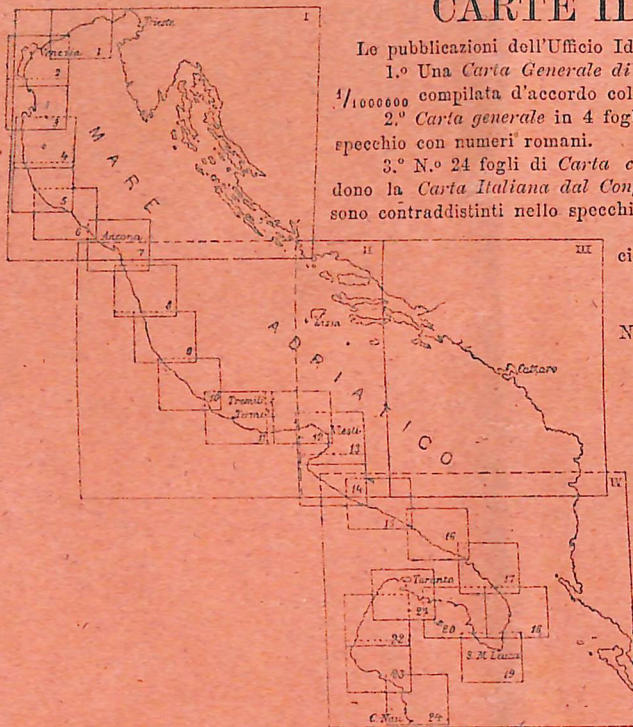 CARTE I
Le pubblicazioni dell'Ufficio Id
1.º Una Carta Generale di
1/1000000 compilata d'accordo col
2.º Carta generale in 4 fogl
specchio con numeri romani.
3.º N.º 24 fogli di Carta c
dono la Carta Italiana dal Con
sono contraddistinti nello specchi
ci
N
I
Trieste
Venezia
1
2
3
4
5
6
MARE
Ancona
7
II
III
8
Lissa
ADRIATICO
Cattaro
9
10
Tremiti
Termoli
11
12
Viesti
13
IV
14
15
16
Taranto
17
21
20
18
22
S. M. Leuca
19
23
C. Nau
24